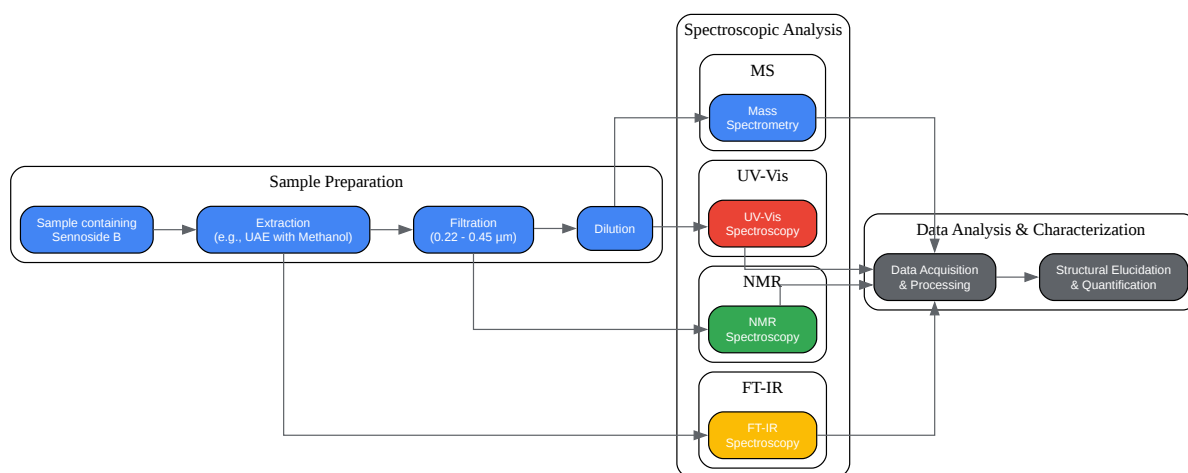 Spectroscopic Analysis
MS
Mass
Spectrometry
Sample Preparation
Sample containing
Sennoside B
Extraction
(e.g., UAE with Methanol)
Filtration
(0.22 - 0.45 µm)
Dilution
UV-Vis
UV-Vis
Spectroscopy
NMR
NMR
Spectroscopy
FT-IR
FT-IR
Spectroscopy
Data Analysis & Characterization
Data Acquisition
& Processing
Structural Elucidation
& Quantification